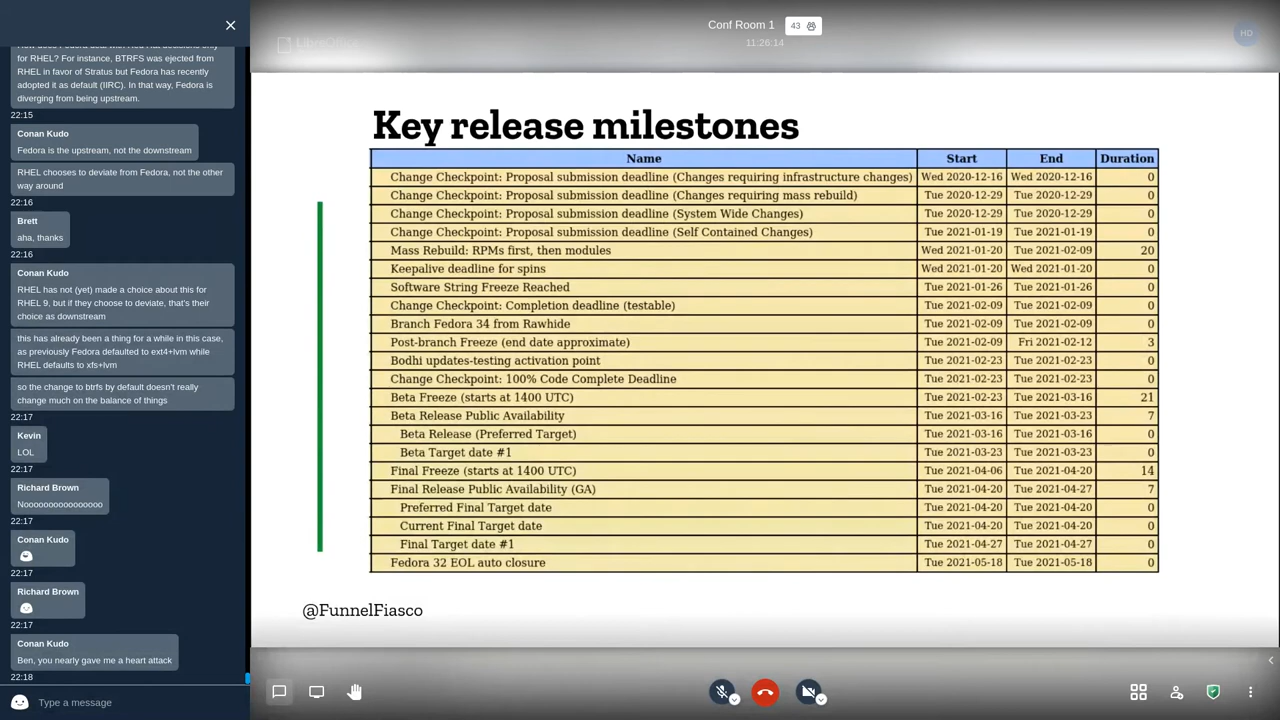 How does Fedora deal with Red Hat decisions only
for RHEL? For instance, BTRFS was ejected from
RHEL in favor of Stratus but Fedora has recently
adopted it as default (IIRC). In that way, Fedora is
diverging from being upstream.
22:15
Conan Kudo
Fedora is the upstream, not the downstream
RHEL chooses to deviate from Fedora, not the other
way around
22:16
Brett
aha, thanks
22:16
Conan Kudo
RHEL has not (yet) made a choice about this for
RHEL 9, but if they choose to deviate, that's their
choice as downstream
this has already been a thing for a while in this case,
as previously Fedora defaulted to ext4+lvm while
RHEL defaults to xfs+lvm
so the change to btrfs by default doesn't really
change much on the balance of things
22:17
Kevin
LOL
22:17
Richard Brown
Nooooooooooooooooo
22:17
Conan Kudo
22:17
Richard Brown
22:17
Conan Kudo
Ben, you nearly gave me a heart attack
22:18
Type a message
Conf Room 1 43
11:26:14
LibreOffice
HD
Key release milestones
Name Start End Duration
Change Checkpoint: Proposal submission deadline (Changes requiring infrastructure changes) Wed 2020-12-16 Wed 2020-12-16 0
Change Checkpoint: Proposal submission deadline (Changes requiring mass rebuild) Tue 2020-12-29 Tue 2020-12-29 0
Change Checkpoint: Proposal submission deadline (System Wide Changes) Tue 2020-12-29 Tue 2020-12-29 0
Change Checkpoint: Proposal submission deadline (Self Contained Changes) Tue 2021-01-19 Tue 2021-01-19 0
Mass Rebuild: RPMs first, then modules Wed 2021-01-20 Tue 2021-02-09 20
Keepalive deadline for spins Wed 2021-01-20 Wed 2021-01-20 0
Software String Freeze Reached Tue 2021-01-26 Tue 2021-01-26 0
Change Checkpoint: Completion deadline (testable) Tue 2021-02-09 Tue 2021-02-09 0
Branch Fedora 34 from Rawhide Tue 2021-02-09 Tue 2021-02-09 0
Post-branch Freeze (end date approximate) Tue 2021-02-09 Fri 2021-02-12 3
Bodhi updates-testing activation point Tue 2021-02-23 Tue 2021-02-23 0
Change Checkpoint: 100% Code Complete Deadline Tue 2021-02-23 Tue 2021-02-23 0
Beta Freeze (starts at 1400 UTC) Tue 2021-02-23 Tue 2021-03-16 21
Beta Release Public Availability Tue 2021-03-16 Tue 2021-03-23 7
Beta Release (Preferred Target) Tue 2021-03-16 Tue 2021-03-16 0
Beta Target date #1 Tue 2021-03-23 Tue 2021-03-23 0
Final Freeze (starts at 1400 UTC) Tue 2021-04-06 Tue 2021-04-20 14
Final Release Public Availability (GA) Tue 2021-04-20 Tue 2021-04-27 7
Preferred Final Target date Tue 2021-04-20 Tue 2021-04-20 0
Current Final Target date Tue 2021-04-20 Tue 2021-04-20 0
Final Target date #1 Tue 2021-04-27 Tue 2021-04-27 0
Fedora 32 EOL auto closure Tue 2021-05-18 Tue 2021-05-18 0
@FunnelFiasco